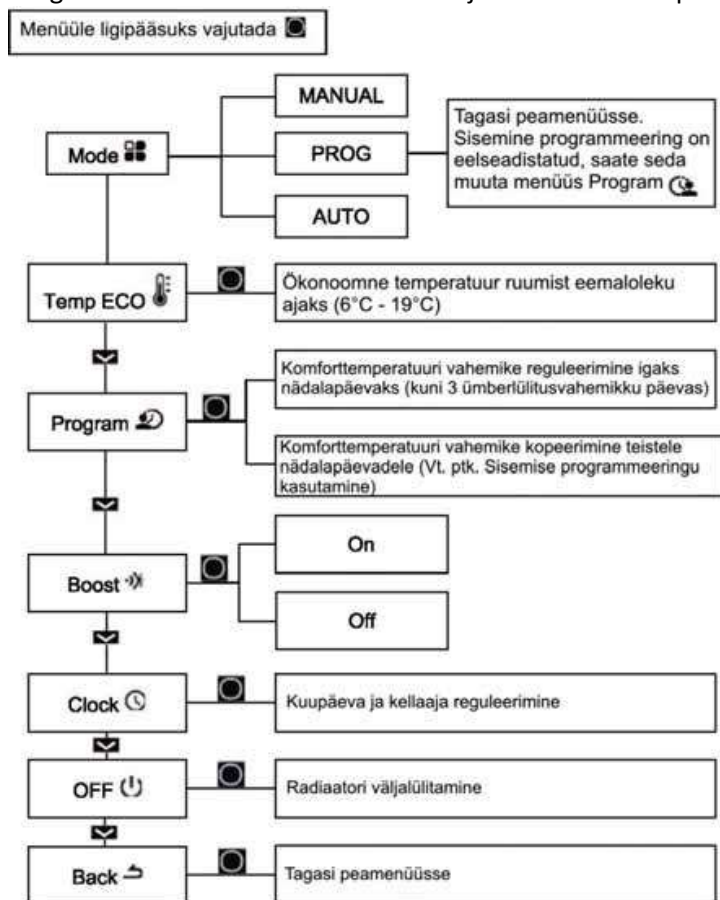 Menüüle ligipääsuks vajutada
MANUAL
Mode
PROG
AUTO
Tagasi peamenüüsse.
Sisemine programmeering on
eelseadistatud, saate seda
muuta menüüs Program
Temp ECO
Ökonoomne temperatuur ruumist eemaloleku
ajaks (6°C - 19°C)
Program
Komforttemperatuuri vahemike reguleerimine igaks
nädalapäevaks (kuni 3 ümberlülitusvahemikku päevas)
Komforttemperatuuri vahemike kopeerimine teistele
nädalapäevadele (Vt. ptk. Sisemise programmeeringu
kasutamine)
Boost
On
Off
Clock
Kuupäeva ja kellaaja reguleerimine
OFF
Radiaatori väljalülitamine
Back
Tagasi peamenüüsse